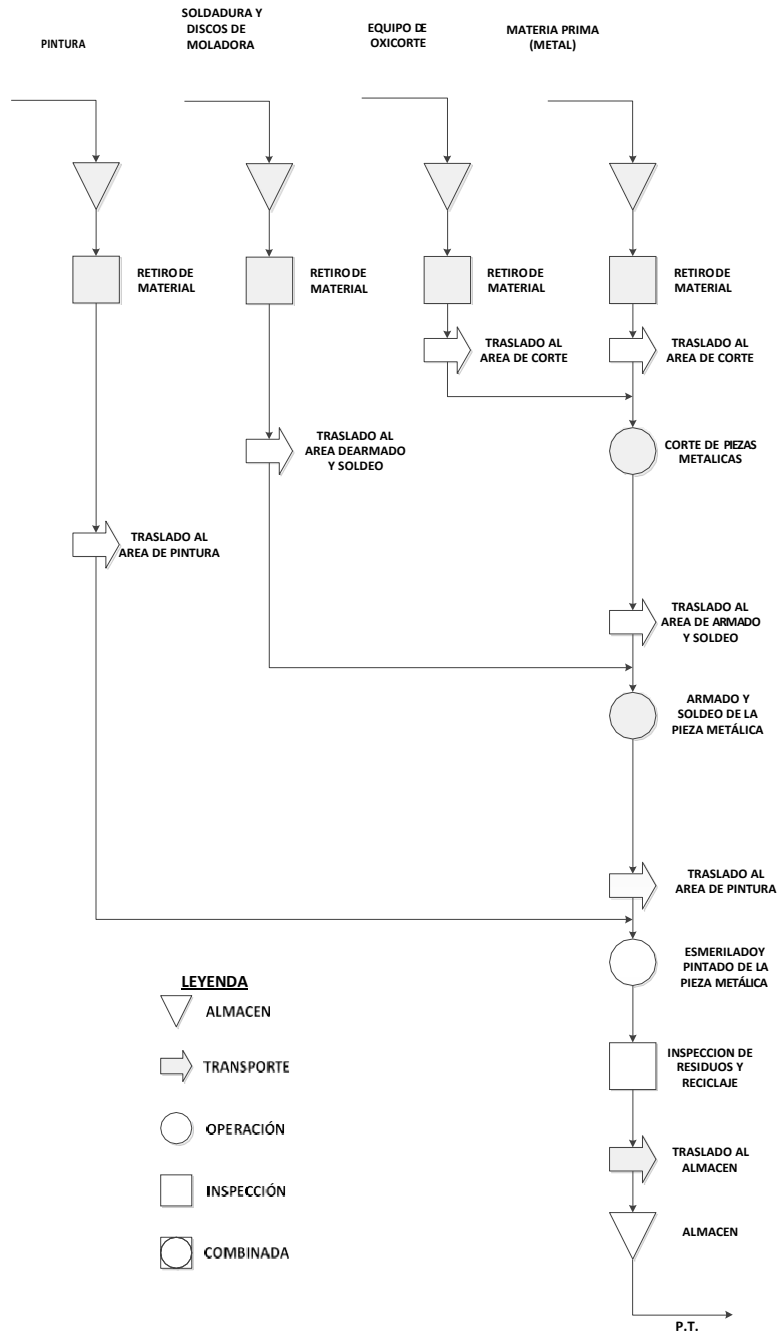 PINTURA
SOLDADURA Y
DISCOS DE
MOLADORA
EQUIPO DE
OXICORTE
MATERIA PRIMA
(METAL)
RETIRO DE
MATERIAL
RETIRO DE
MATERIAL
RETIRO DE
MATERIAL
RETIRO DE
MATERIAL
TRASLADO AL
AREA DE CORTE
TRASLADO AL
AREA DE CORTE
TRASLADO AL
AREA DEARMADO
Y SOLDEO
CORTE DE PIEZAS
METALICAS
TRASLADO AL
AREA DE PINTURA
TRASLADO AL
AREA DE ARMADO
Y SOLDEO
ARMADO Y
SOLDEO DE LA
PIEZA METÁLICA
TRASLADO AL
AREA DE PINTURA
ESMERILADOY
PINTADO DE LA
PIEZA METÁLICA
INSPECCION DE
RESIDUOS Y
RECICLAJE
TRASLADO AL
ALMACEN
ALMACEN
P.T.
LEYENDA
ALMACEN
TRANSPORTE
OPERACIÓN
INSPECCIÓN
COMBINADA